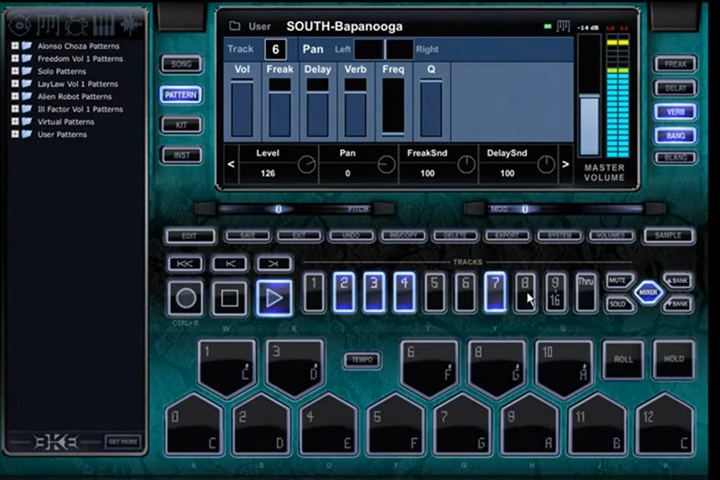 User SOUTH-Bapanooga
-14 dB
Track 6 Pan Left Right
Vol Freak Delay Verb Freq Q
Level Pan FreakSnd DelaySnd
< 126 0 100 100 >
MASTER
VOLUME
Alonso Choza Patterns
Freedom Vol 1 Patterns
Solo Patterns
LayLaw Vol 1 Patterns
Alien Robot Patterns
Ill Factor Vol 1 Patterns
Virtual Patterns
User Patterns
SONG
PATTERN
KIT
INST
FREAK
DELAY
VERB
BANG
BLANG
PITCH
MOD
EDIT SAVE EXIT UNDO INS/COPY DELETE EXPORT SYSTEM VOLUMES SAMPLE
TRACKS
1 2 3 4 5 6 7 8 9 16 Thru
MUTE
SOLO
MIXER
BANK
BANK
CTRL+R W E T Y U
1 C 3 D
TEMPO
6 F 8 G 10 A
ROLL HOLD
0 C 2 D 4 E 5 F 7 G 9 A 11 B 12 C
A S D F G H J K
BKE GET MORE